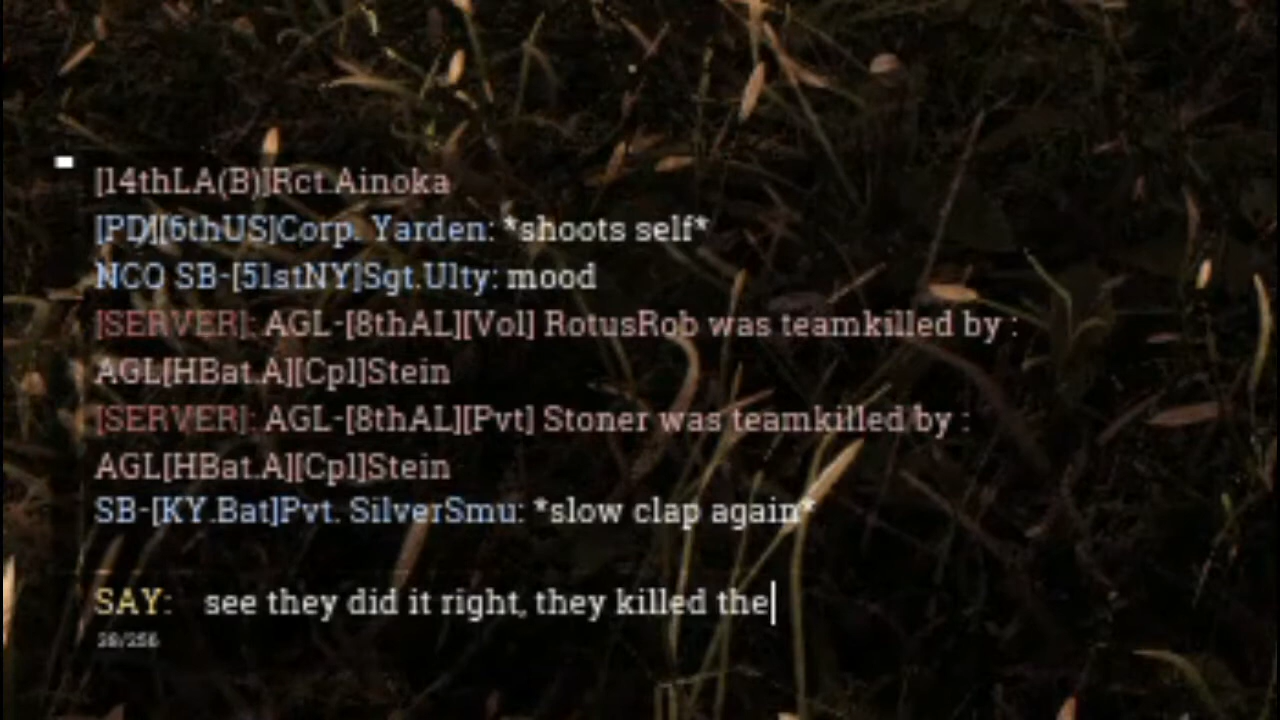 [14thLA(B)]Rct.Ainoka
[PD][6thUS]Corp. Yarden: *shoots self*
NCO SB-[51stNY]Sgt.Ulty: mood
[SERVER]: AGL-[8thAL][Vol] RotusRob was teamkilled by :
AGL[HBat.A][Cpl]Stein
[SERVER]: AGL-[8thAL][Pvt] Stoner was teamkilled by :
AGL[HBat.A][Cpl]Stein
SB-[KY.Bat]Pvt. SilverSmu: *slow clap again*
SAY: see they did it right, they killed the
38/256